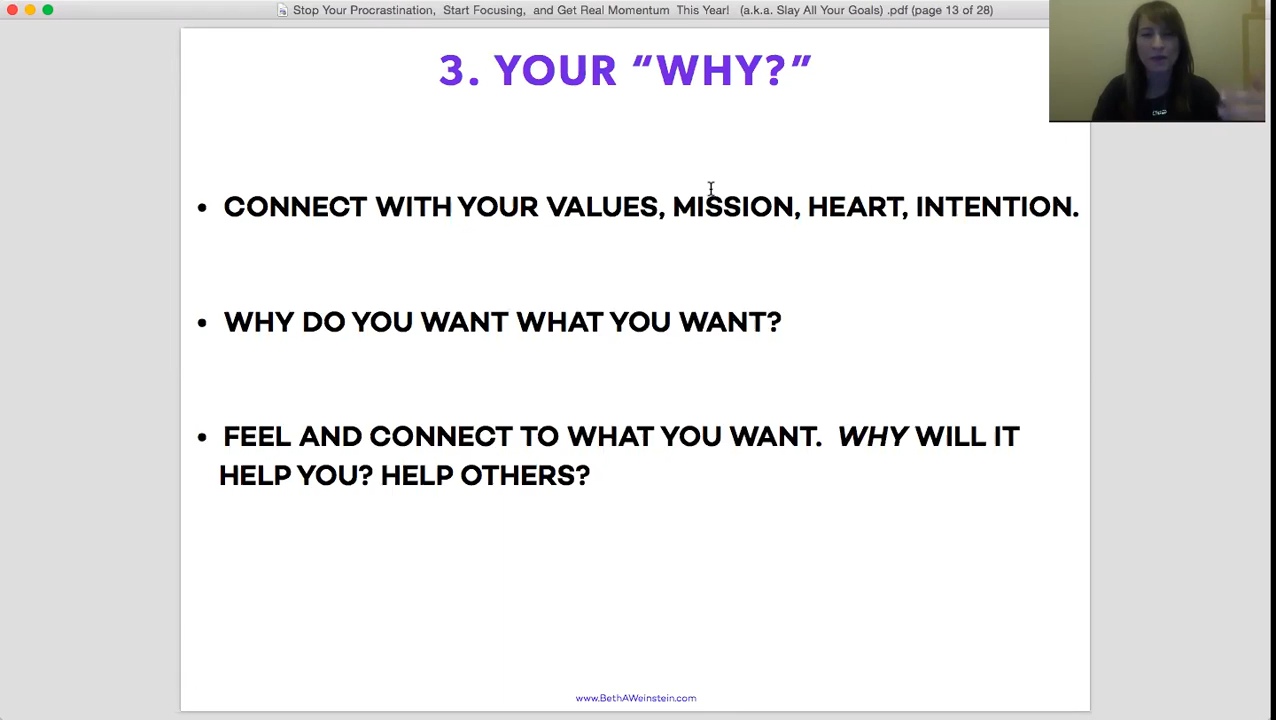 Stop Your Procrastination, Start Focusing, and Get Real Momentum This Year! (a.k.a. Slay All Your Goals) .pdf (page 13 of 28)
3. YOUR “WHY?”
• CONNECT WITH YOUR VALUES, MISSION, HEART, INTENTION.
• WHY DO YOU WANT WHAT YOU WANT?
• FEEL AND CONNECT TO WHAT YOU WANT. WHY WILL IT
HELP YOU? HELP OTHERS?
www.BethAWeinstein.com